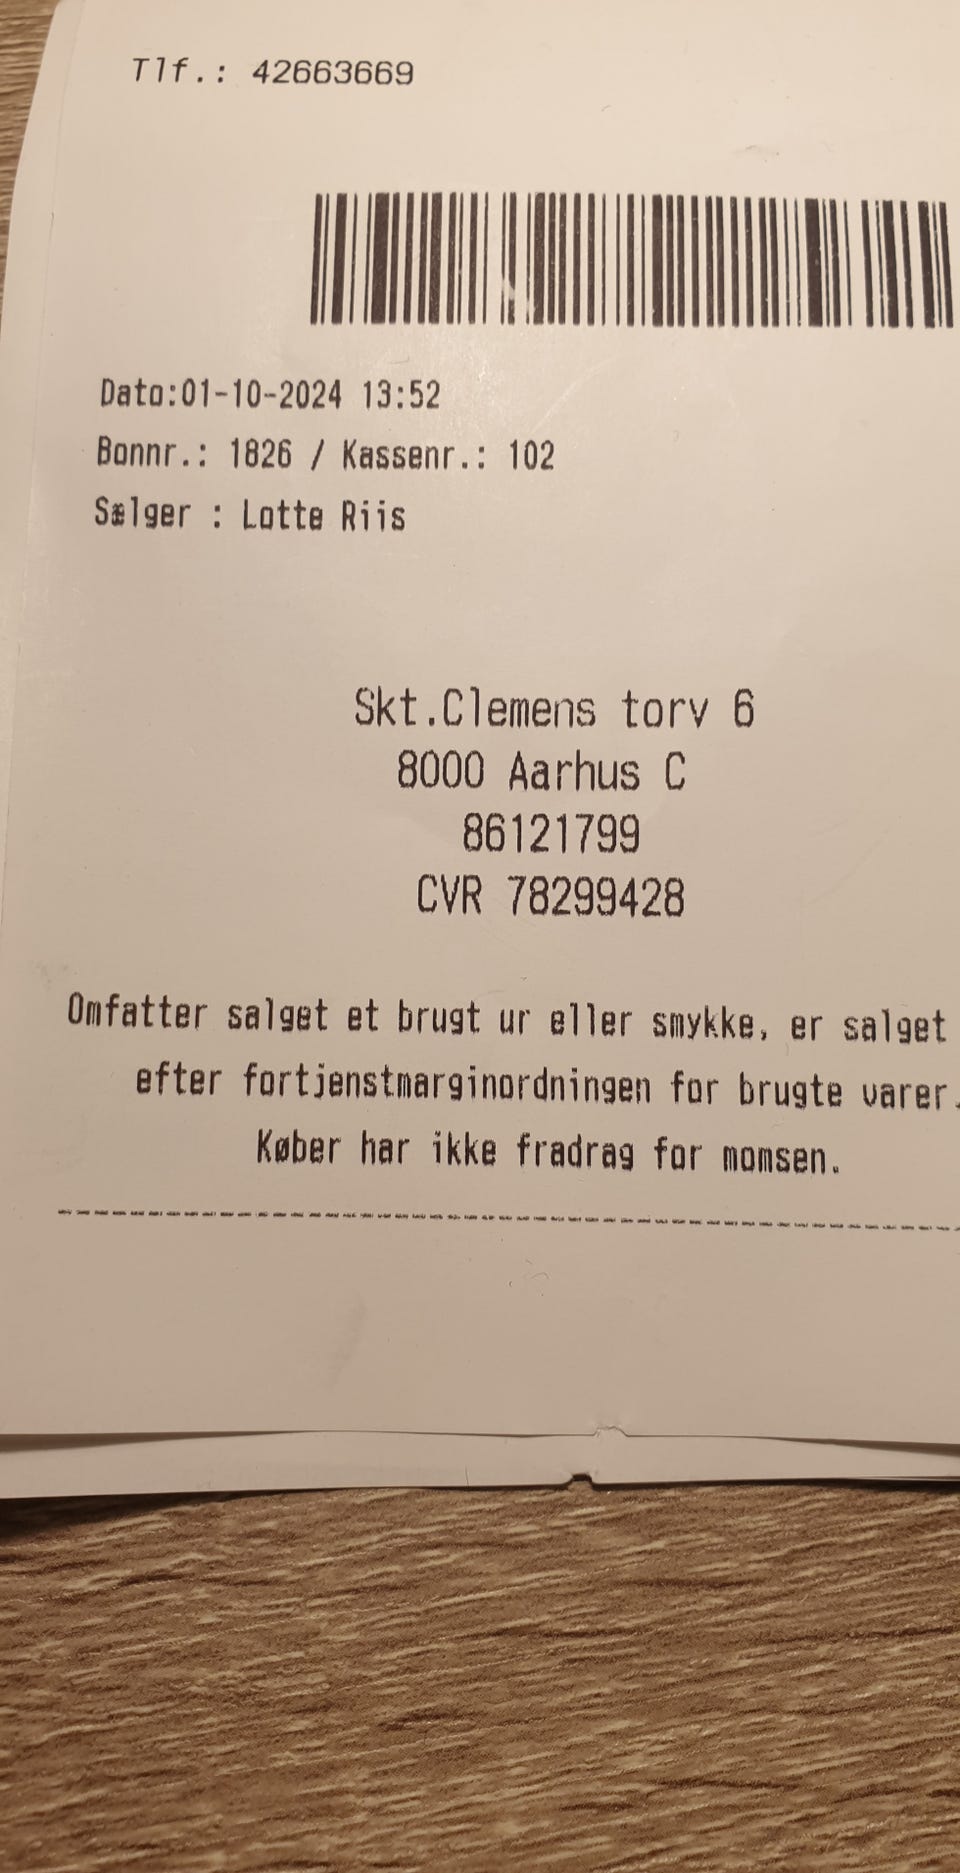 Tlf.: 42663669
Dato:01-10-2024 13:52
Bonnr.: 1826 / Kassenr.: 102
Sælger : Lotte Riis
Skt.Clemens torv 6
8000 Aarhus C
86121799
CVR 78299428
Omfatter salget et brugt ur eller smykke, er salget
efter fortjenstmarginordningen for brugte varer.
Køber har ikke fradrag for momsen.